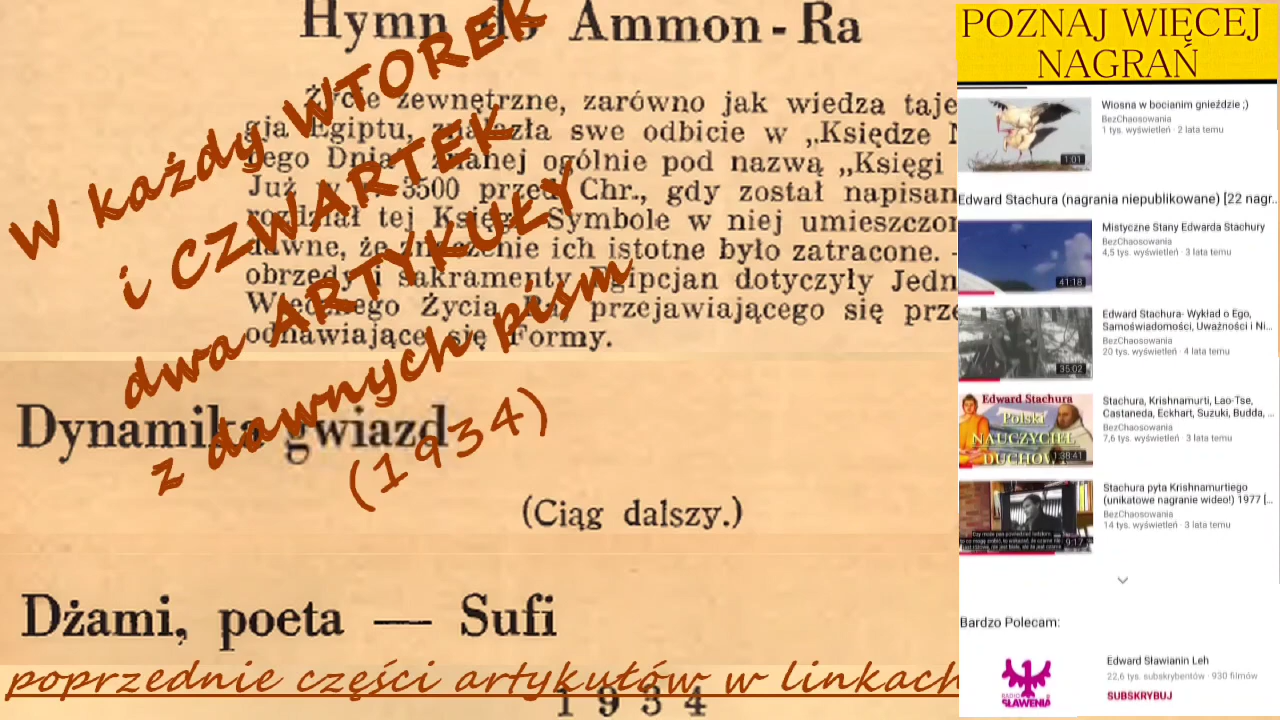 Hymn do Ammon-Ra
Życie zewnętrzne, zarówno jak wiedza taje
gja Egiptu, znalazła swe odbicie w „Księdze
tego Dnia" znanej ogólnie pod nazwą „Księgi
Już w r. 3500 przed Chr., gdy został napisan
rozdział tej Księgi. Symbole w niej umieszczon
dawne, że znaczenie ich istotne było zatracone. -
obrzędy i sakramenty Egipcjan dotyczyły Jedn
Wiecznego Życia, Ra, przejawiającego się prze
odnawiające się Formy.
W każdy WTOREK
i CZWARTEK
dwa ARTYKUŁY
z dawnych pism
(1934)
Dynamika gwiazd
(Ciąg dalszy.)
Dżami, poeta — Sufi
poprzednie części artykułów w linkach
1934
POZNAJ WIĘCEJ
NAGRAŃ
Wiosna w bocianim gnieździe ;)
BezChaosowania
1 tys. wyświetleń · 2 lata temu
1:01
Edward Stachura (nagrania niepublikowane) [22 nagr..
Mistyczne Stany Edwarda Stachury
BezChaosowania
4,5 tys. wyświetleń · 3 lata temu
41:18
Edward Stachura- Wykład o Ego,
Samoświadomości, Uważności i Ni...
BezChaosowania
20 tys. wyświetleń · 4 lata temu
35:02
Edward Stachura
Polski
NAUCZYCIEL
DUCHOWY
1:38:41
Stachura, Krishnamurti, Lao-Tse,
Castaneda, Eckhart, Suzuki, Budda, ...
BezChaosowania
7,6 tys. wyświetleń · 3 lata temu
Stachura pyta Krishnamurtiego
(unikatowe nagranie wideo!) 1977 [...
BezChaosowania
14 tys. wyświetleń · 3 lata temu
9:17
Bardzo Polecam:
Edward Sławianin Leh
22,6 tys. subskrybentów · 930 filmów
SUBSKRYBUJ
RADIO
SŁAWENIA